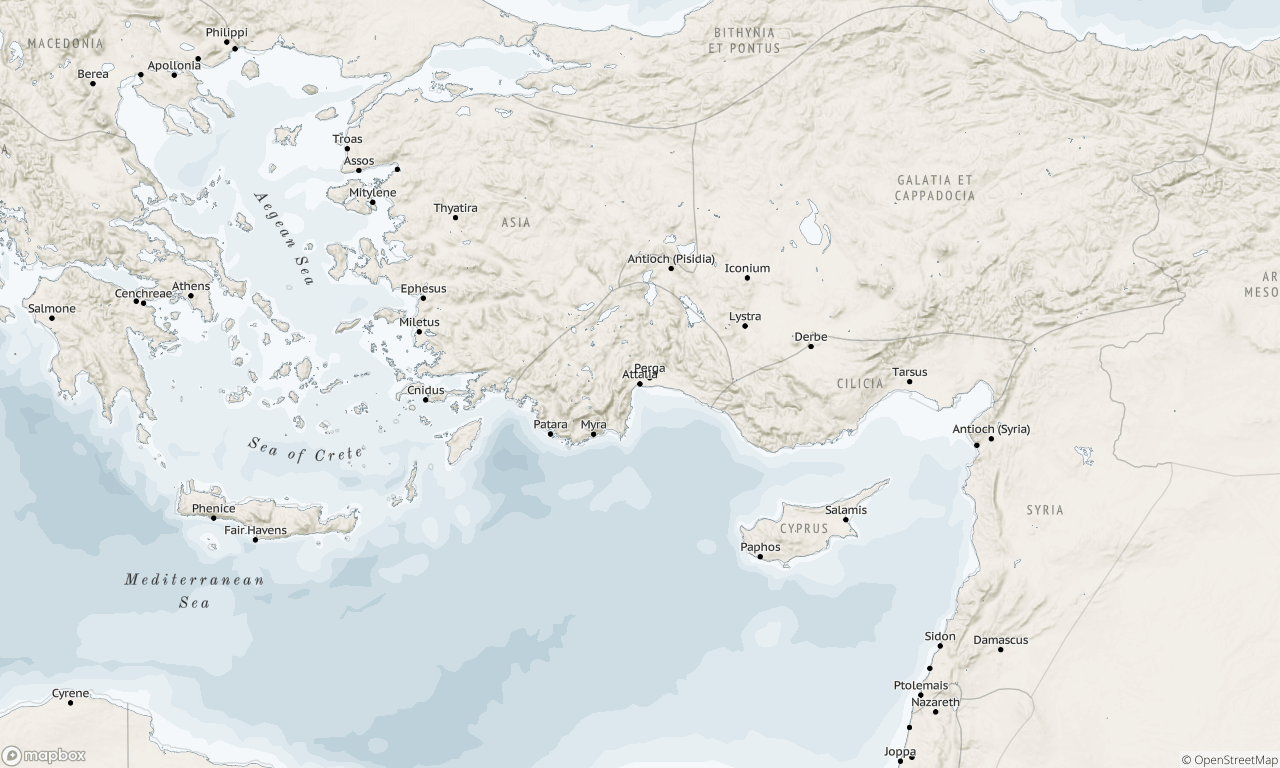 Philippi
MACEDONIA
BITHYNIA
ET PONTUS
Apollonia
Berea
Troas
A
Assos
GALATIA ET
CAPPADOCIA
Mitylene
Thyatira
ASIA
Aegean Sea
Antioch (Pisidia)
Iconium
AR
MESO
Ephesus
Athens
Cenchreae
Salmone
Miletus
Lystra
Derbe
Perga
Attalia
Tarsus
CILICIA
Cnidus
Patara
Myra
Antioch (Syria)
Sea of Crete
Phenice
Salamis
SYRIA
CYPRUS
Fair Havens
Paphos
Mediterranean
Sea
Sidon
Damascus
Ptolemais
Cyrene
Nazareth
Joppa
mapbox
© OpenStreetMap